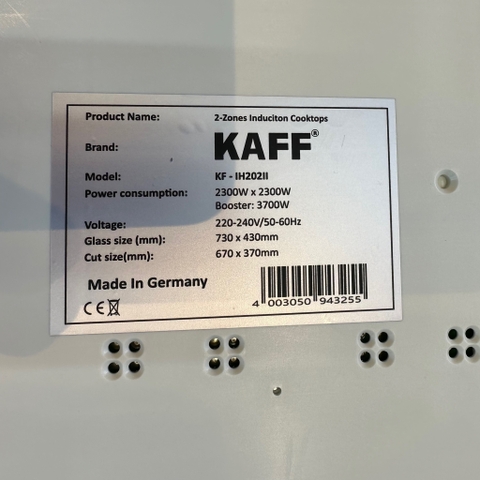 Product Name: 2-Zones Induciton Cooktops
Brand: KAFF®
Model: KF - IH202II
Power consumption: 2300W x 2300W
Booster: 3700W
Voltage: 220-240V/50-60Hz
Glass size (mm): 730 x 430mm
Cut size(mm): 670 x 370mm
Made In Germany
CE
4 003050 943255